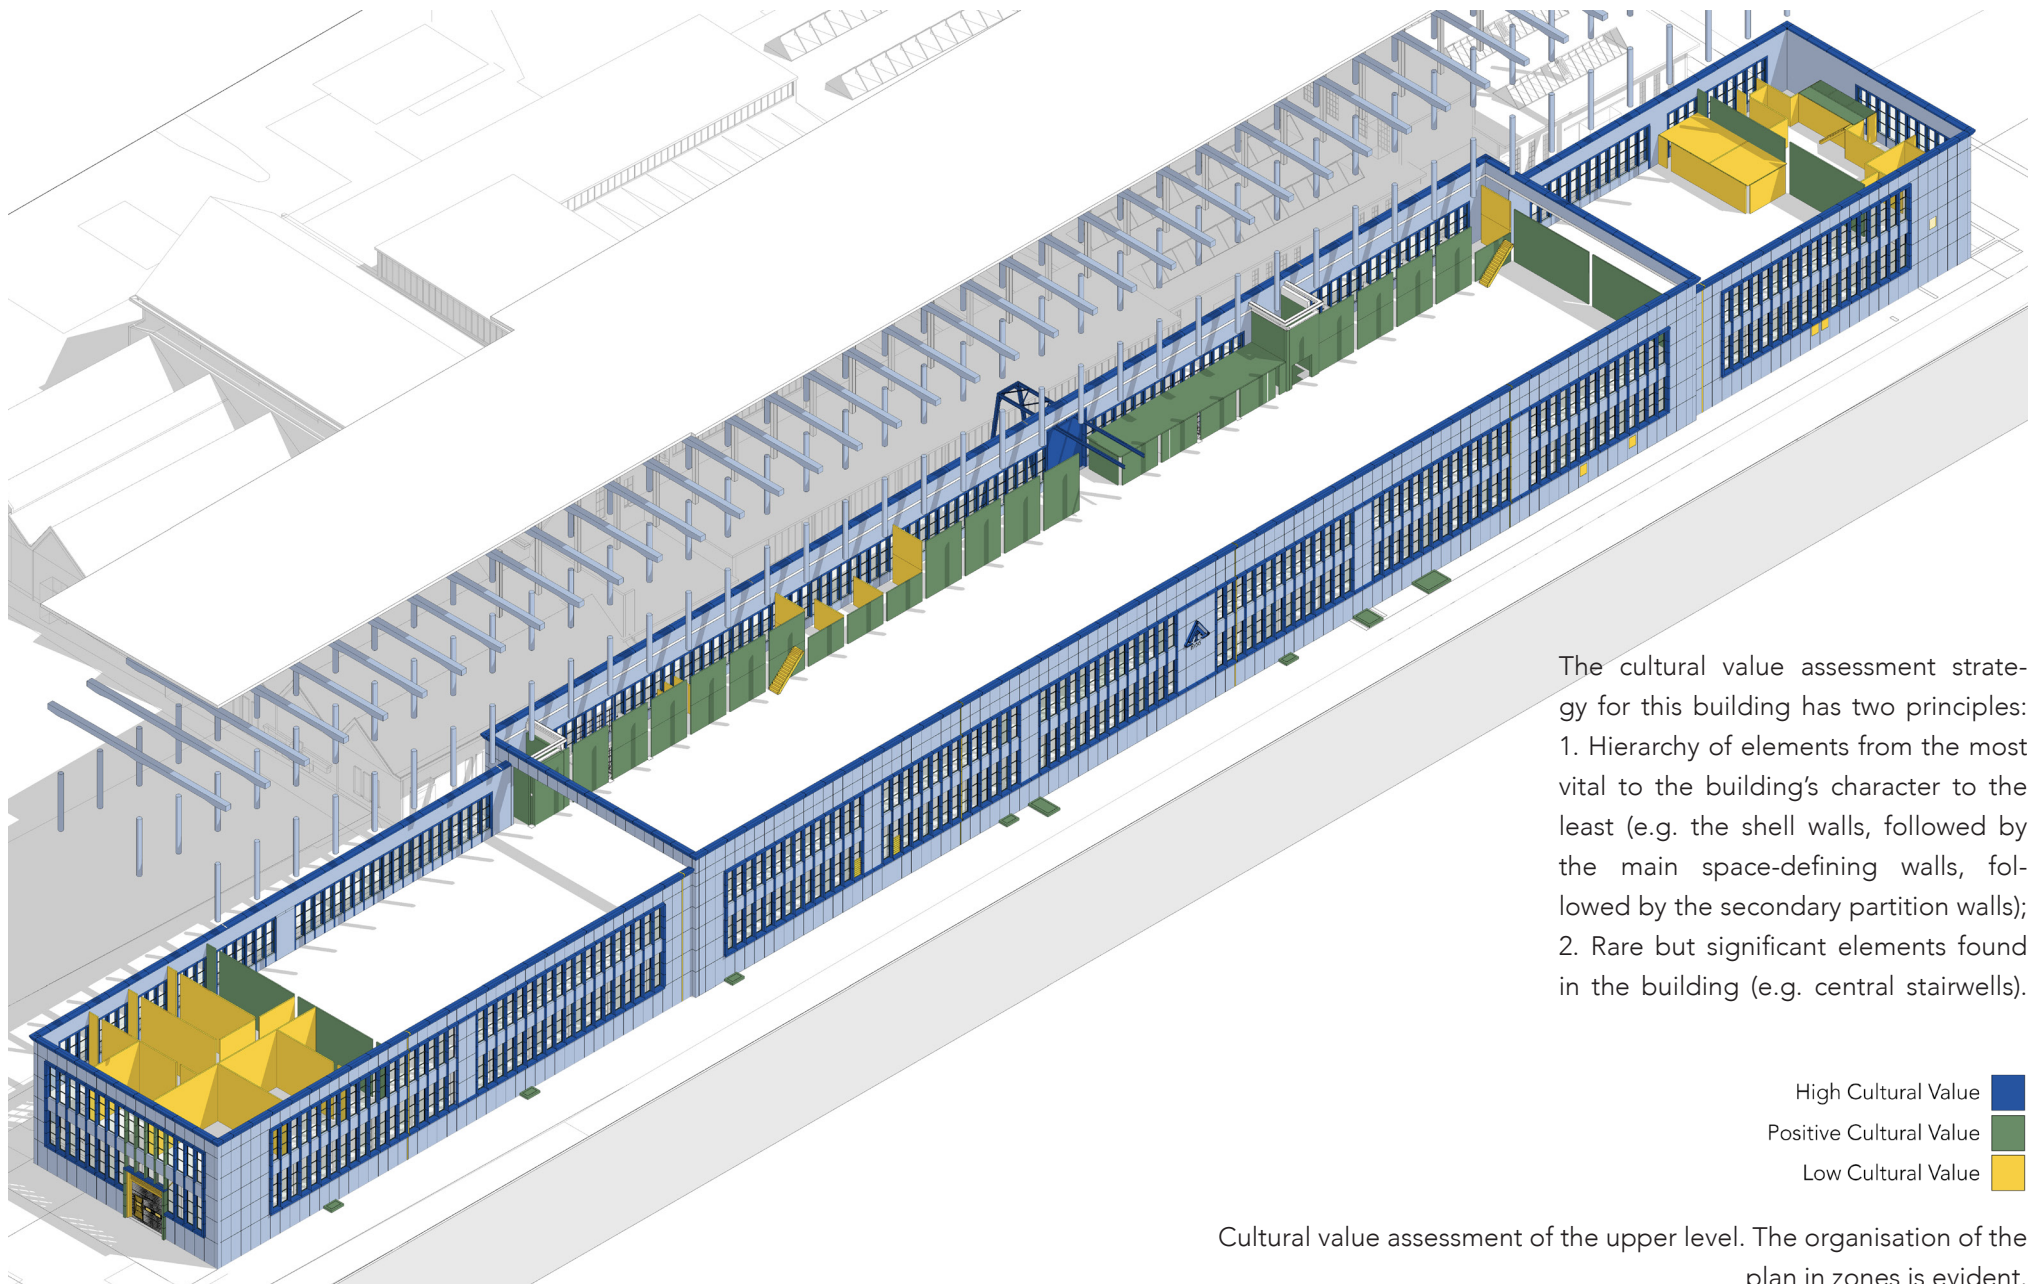 The cultural value assessment strate-
gy for this building has two principles:
1. Hierarchy of elements from the most
vital to the building's character to the
least (e.g. the shell walls, followed by
the main space-defining walls, fol-
lowed by the secondary partition walls);
2. Rare but significant elements found
in the building (e.g. central stairwells).
High Cultural Value
Positive Cultural Value
Low Cultural Value
Cultural value assessment of the upper level. The organisation of the
plan in zones is evident.